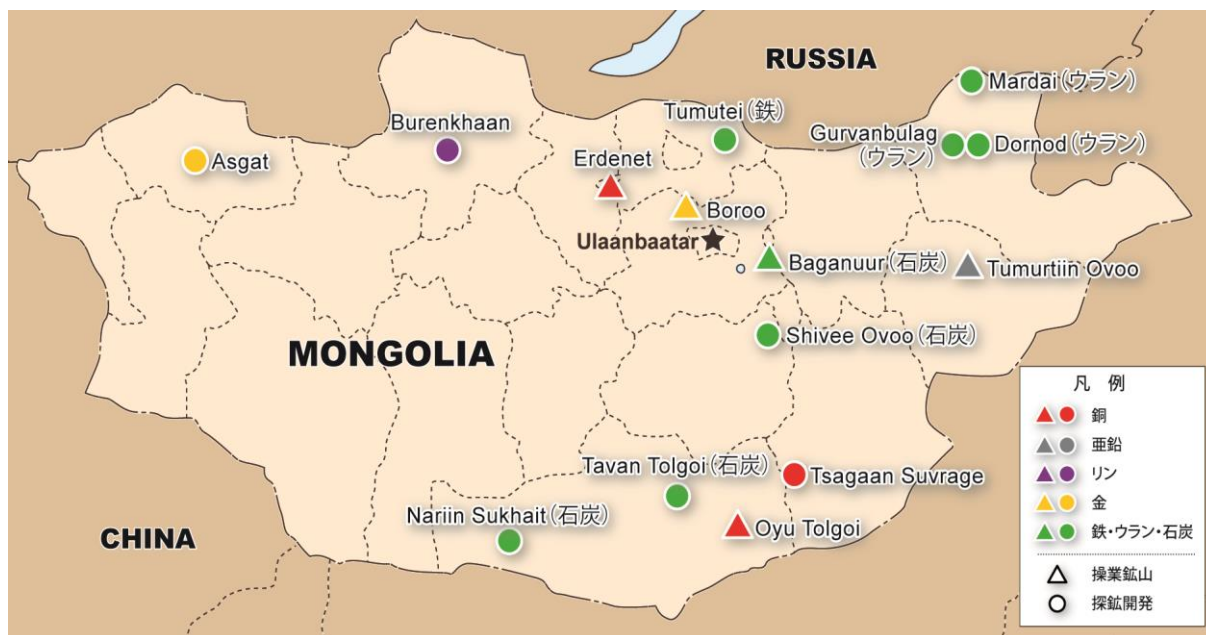 RUSSIA
Mardai(ウラン)
Tumutei(鉄)
Burenkhaan
Gurvanbulag
(ウラン)
Dornod(ウラン)
Asgat
Erdenet
Boroo
Ulaanbaatar
Baganuur(石炭)
Tumurtiin Ovoo
Shivee Ovoo(石炭)
MONGOLIA
Tavan Tolgoi(石炭)
Tsagaan Suvrage
Nariin Sukhait(石炭)
Oyu Tolgoi
CHINA
凡 例
銅
亜鉛
リン
金
鉄・ウラン・石炭
操業鉱山
探鉱開発